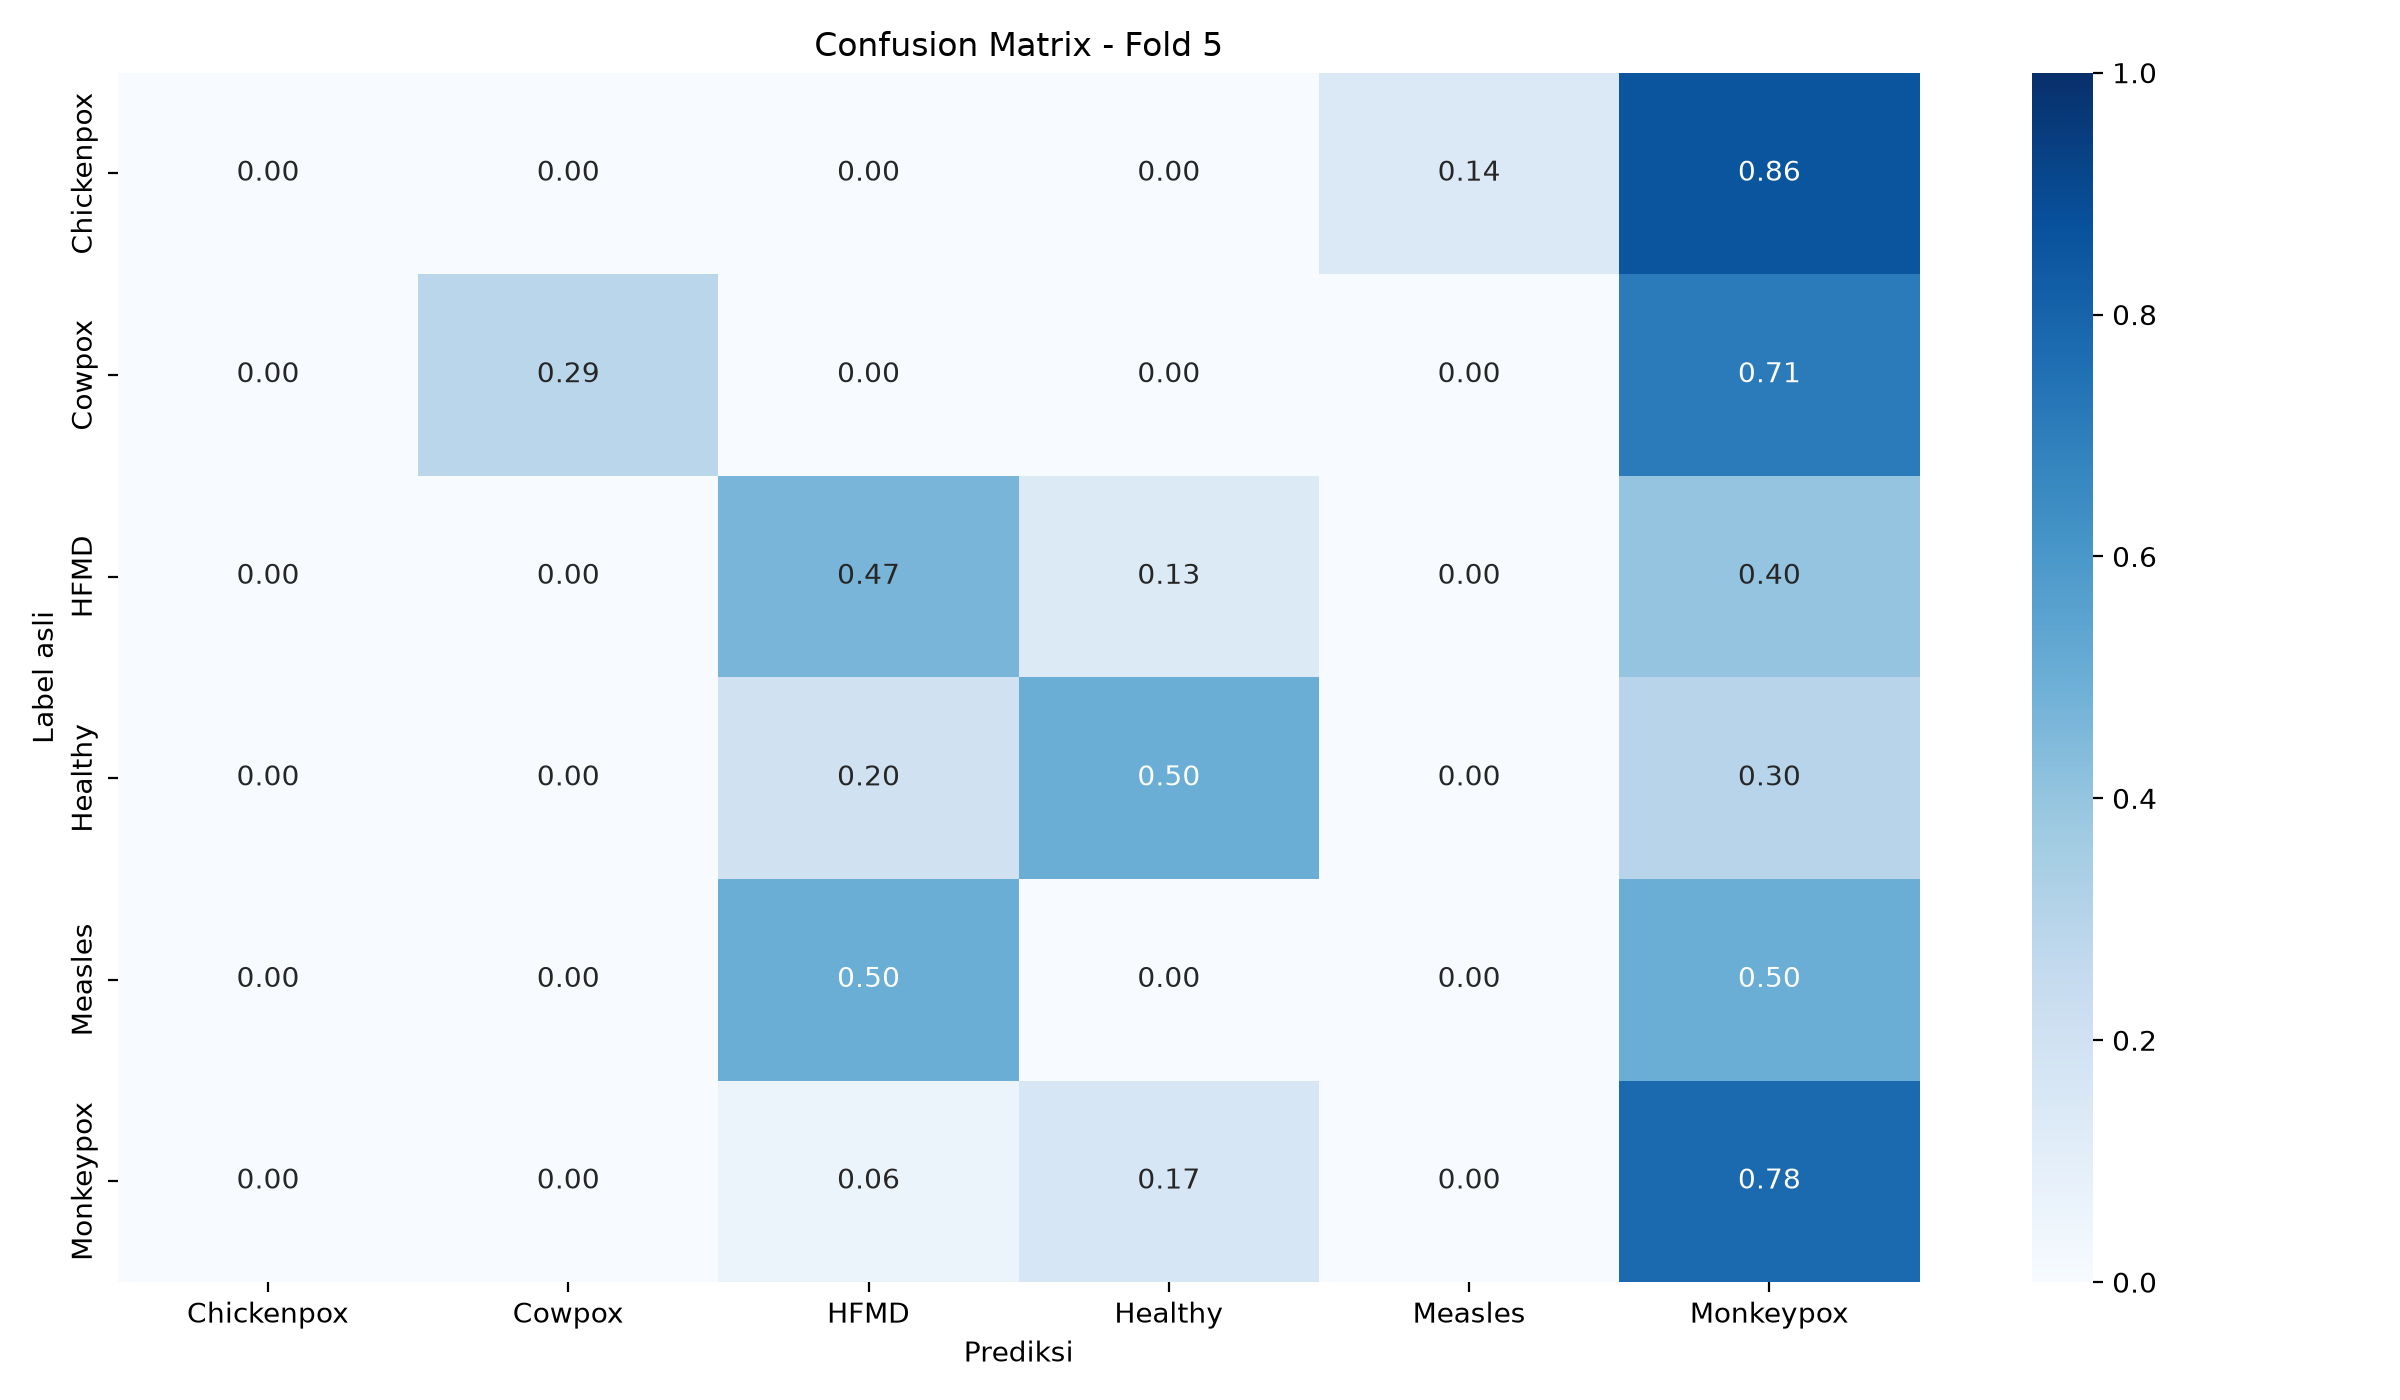 Confusion Matrix - Fold 5
Label asli
Chickenpox 0.00 0.00 0.00 0.00 0.14 0.86
Cowpox 0.00 0.29 0.00 0.00 0.00 0.71
HFMD 0.00 0.00 0.47 0.13 0.00 0.40
Healthy 0.00 0.00 0.20 0.50 0.00 0.30
Measles 0.00 0.00 0.50 0.00 0.00 0.50
Monkeypox 0.00 0.00 0.06 0.17 0.00 0.78
Chickenpox Cowpox HFMD Healthy Measles Monkeypox
Prediksi
1.0
0.8
0.6
0.4
0.2
0.0